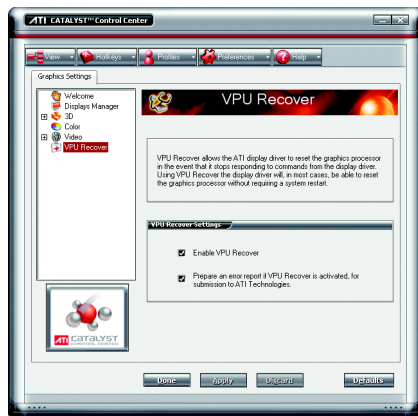 ATI CATALYST™ Control Center
View Hotkeys Profiles Preferences Help
Graphics Settings
Welcome
Displays Manager
3D
Color
Video
VPU Recover
VPU Recover
VPU Recover allows the ATI display driver to reset the graphics processor
in the event that it stops responding to commands from the display driver.
Using VPU Recover the display driver will, in most cases, be able to reset
the graphics processor without requiring a system restart.
VPU Recover Settings
Enable VPU Recover
Prepare an error report if VPU Recover is activated, for
submission to ATI Technologies.
ATI CATALYST
CONTROL CENTER
Done Apply Discard Defaults